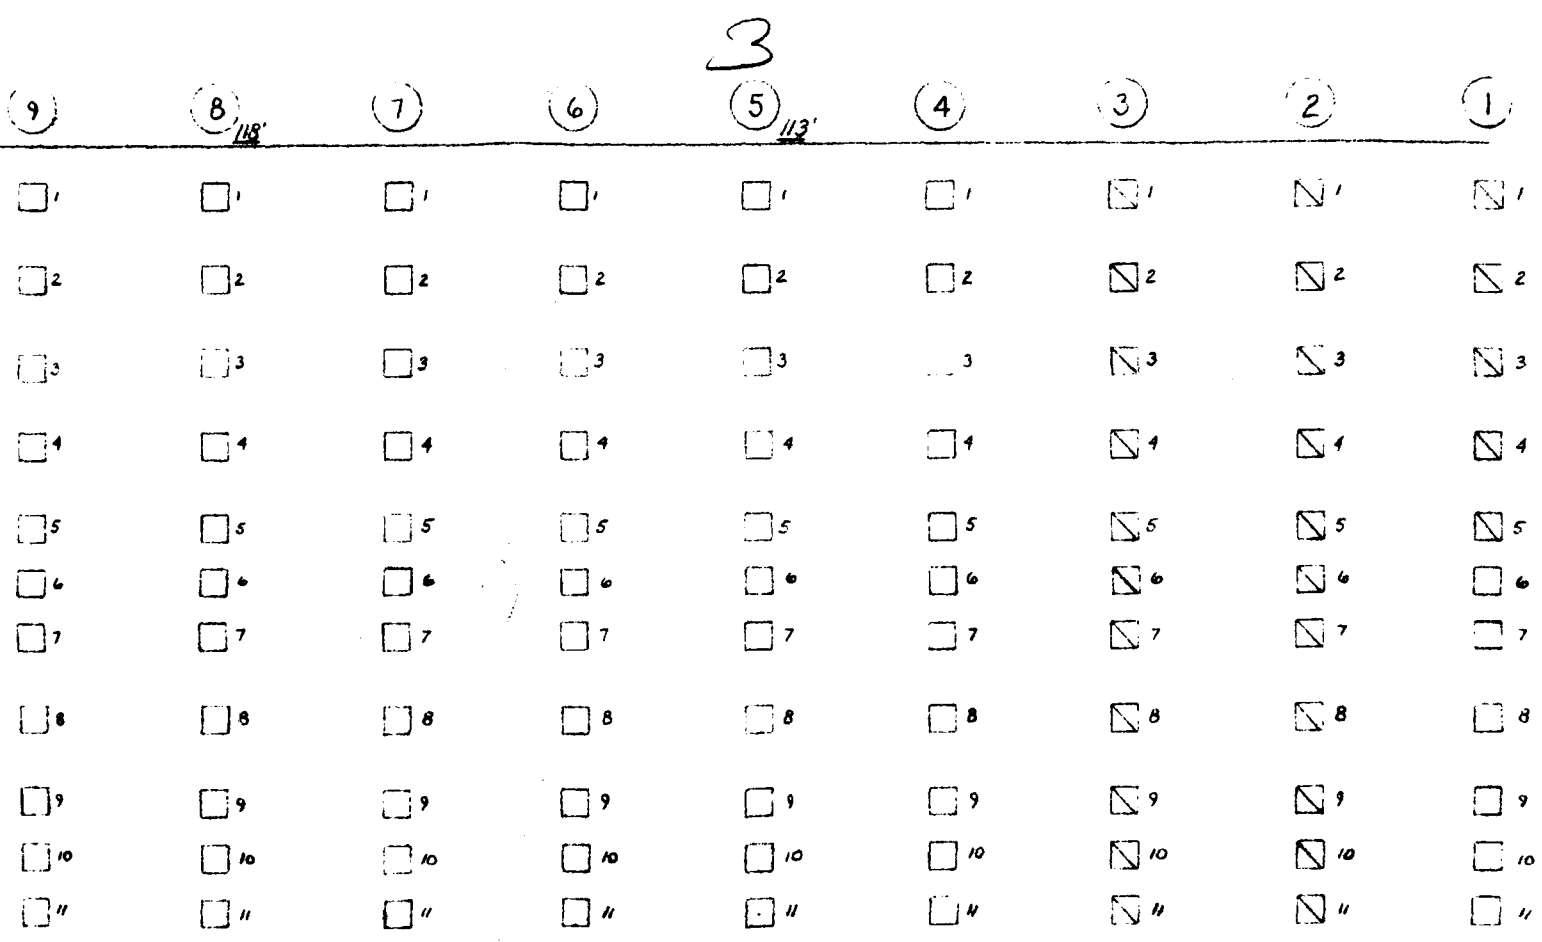 3
9 8 7 6 5 4 3 2 1
118' 113'
1 1 1 1 1 1 1 1 1
2 2 2 2 2 2 2 2 2
3 3 3 3 3 3 3 3 3
4 4 4 4 4 4 4 4 4
5 5 5 5 5 5 5 5 5
6 6 6 6 6 6 6 6 6
7 7 7 7 7 7 7 7 7
8 8 8 8 8 8 8 8 8
9 9 9 9 9 9 9 9 9
10 10 10 10 10 10 10 10 10
11 11 11 11 11 11 11 11 11